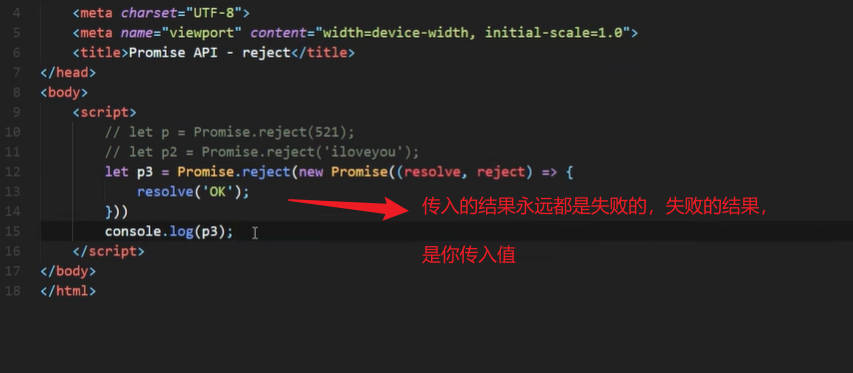 4 <meta charset="UTF-8">
5 <meta name="viewport" content="width=device-width, initial-scale=1.0">
6 <title>Promise API - reject</title>
7 </head>
8 <body>
9 <script>
10 // let p = Promise.reject(521);
11 // let p2 = Promise.reject('iloveyou');
12 let p3 = Promise.reject(new Promise((resolve, reject) => {
13 resolve('OK');
14 }))
15 console.log(p3);
16 </script>
17 </body>
18 </html>
传入的结果永远都是失败的，失败的结果，
是你传入值